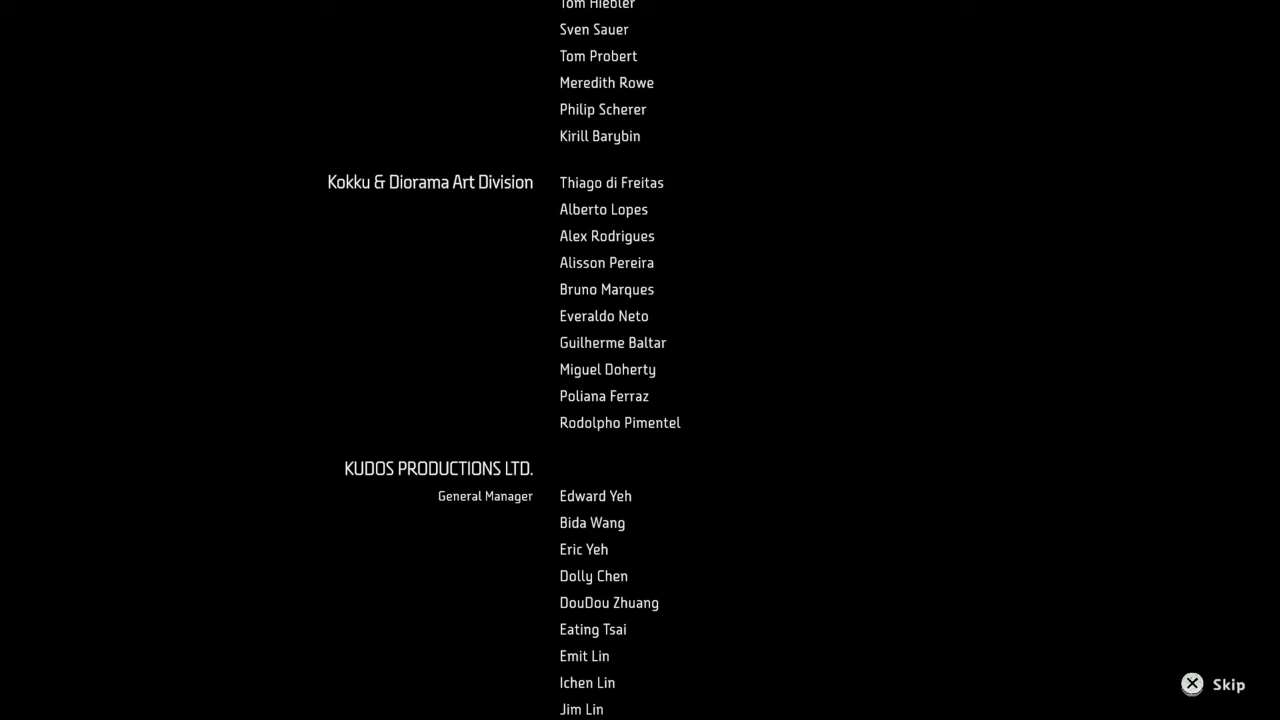 Tom Hiebler
Sven Sauer
Tom Probert
Meredith Rowe
Philip Scherer
Kirill Barybin
Kokku & Diorama Art Division Thiago di Freitas
Alberto Lopes
Alex Rodrigues
Alisson Pereira
Bruno Marques
Everaldo Neto
Guilherme Baltar
Miguel Doherty
Poliana Ferraz
Rodolpho Pimentel
KUDOS PRODUCTIONS LTD.
General Manager Edward Yeh
Bida Wang
Eric Yeh
Dolly Chen
DouDou Zhuang
Eating Tsai
Emit Lin
Ichen Lin
Jim Lin
Skip